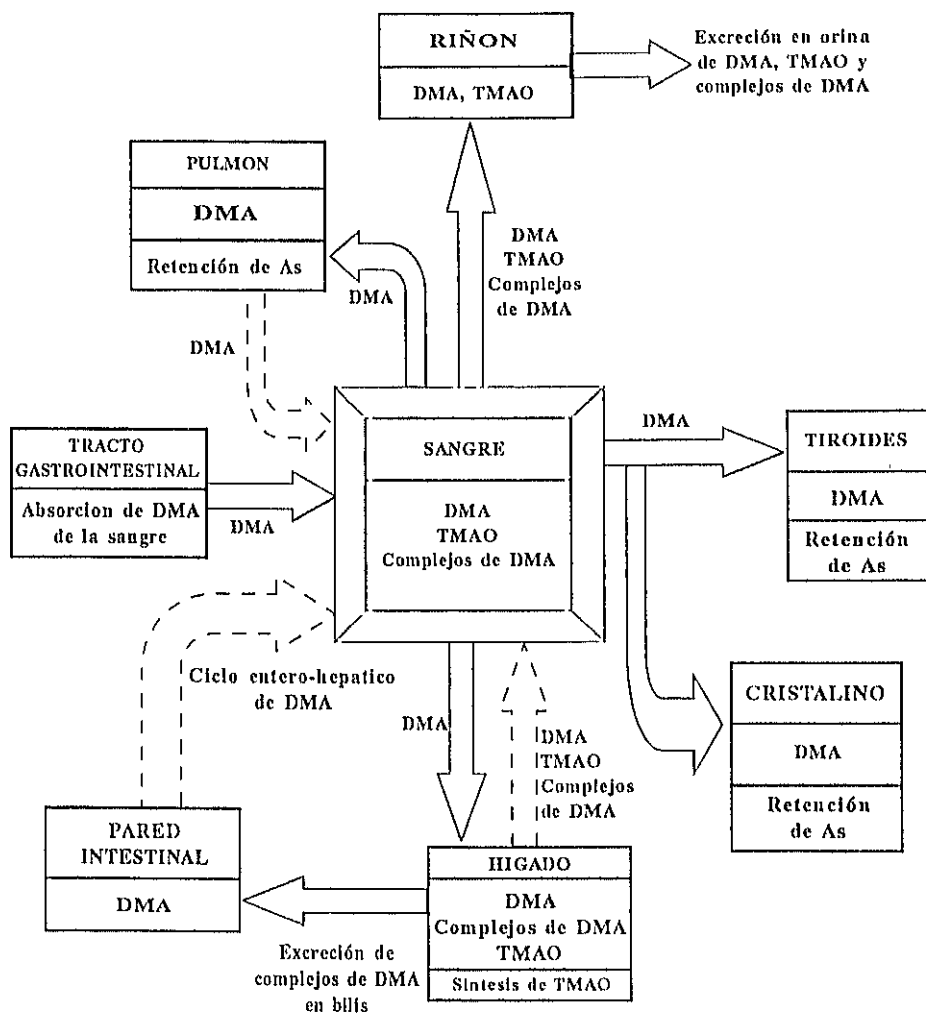 RIÑON
DMA, TMAO
Excreción en orina
de DMA, TMAO y
complejos de DMA
PULMON
DMA
Retención de As
DMA
TMAO
Complejos
de DMA
DMA
DMA
TRACTO
GASTROINTESTINAL
Absorcion de DMA
de la sangre
DMA
SANGRE
DMA
TMAO
Complejos de DMA
DMA
TIROIDES
DMA
Retención
de As
Ciclo entero-hepatico
de DMA
CRISTALINO
DMA
Retención
de As
DMA
DMA
TMAO
Complejos
de DMA
PARED
INTESTINAL
DMA
HIGADO
DMA
Complejos de DMA
TMAO
Sintesis de TMAO
Excreción de
complejos de DMA
en bilis